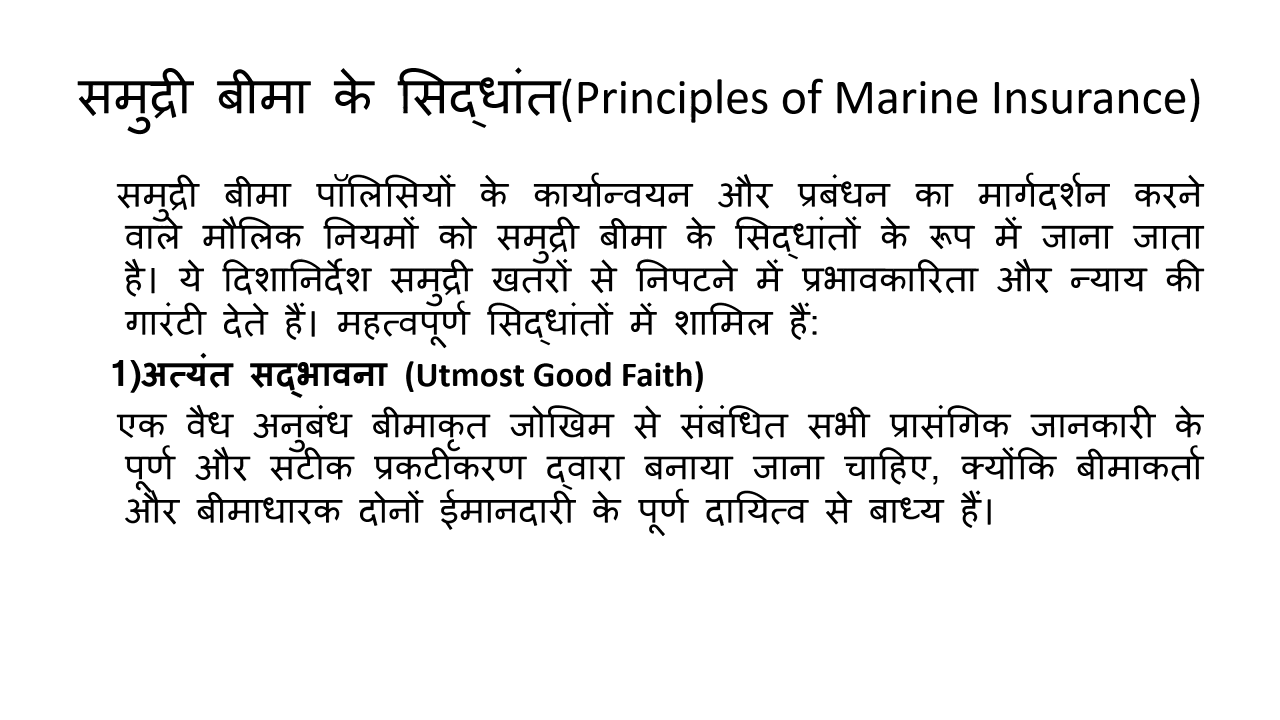 समुद्री बीमा के सिद्धांत(Principles of Marine Insurance)
समुद्री बीमा पॉलिसियों के कार्यान्वयन और प्रबंधन का मार्गदर्शन करने
वाले मौलिक नियमों को समुद्री बीमा के सिद्धांतों के रूप में जाना जाता
है। ये दिशानिर्देश समुद्री खतरों से निपटने में प्रभावकारिता और न्याय की
गारंटी देते हैं। महत्वपूर्ण सिद्धांतों में शामिल हैं:
1)अत्यंत सद्भावना (Utmost Good Faith)
एक वैध अनुबंध बीमाकृत जोखिम से संबंधित सभी प्रासंगिक जानकारी के
पूर्ण और सटीक प्रकटीकरण द्वारा बनाया जाना चाहिए, क्योंकि बीमाकर्ता
और बीमाधारक दोनों ईमानदारी के पूर्ण दायित्व से बाध्य हैं।